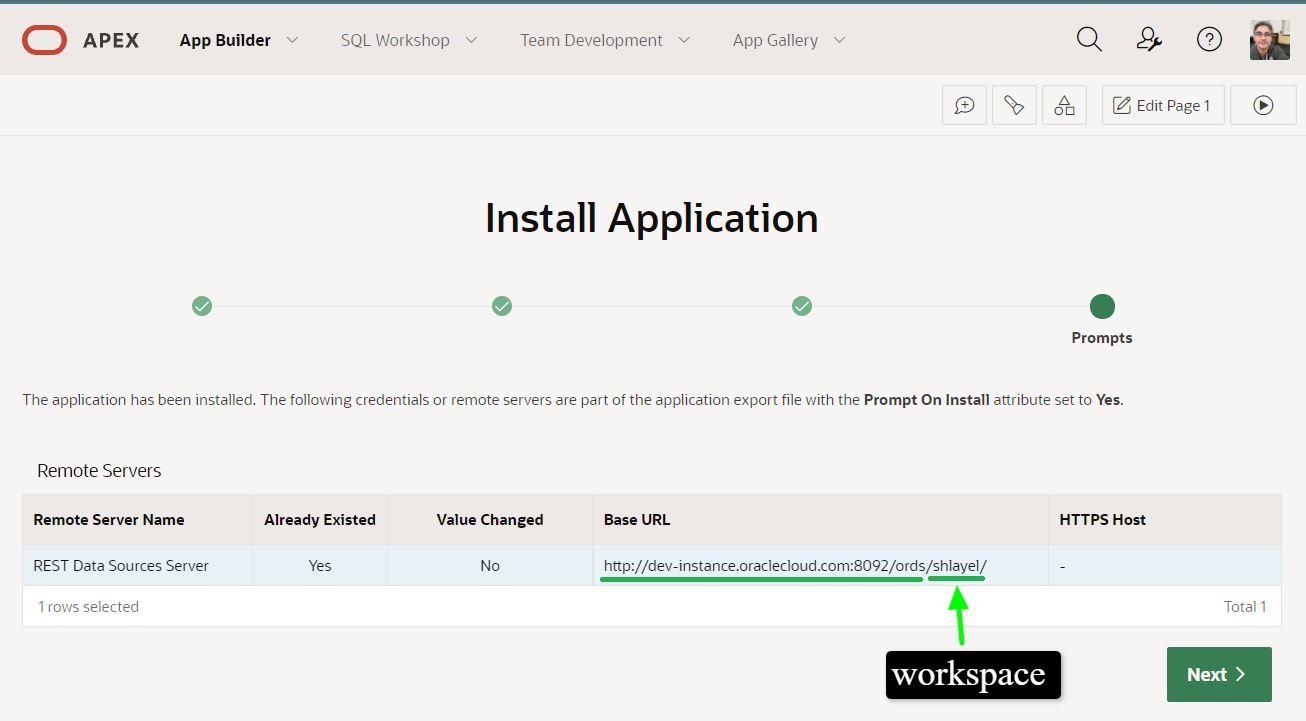 APEX App Builder SQL Workshop Team Development App Gallery
Edit Page 1
Install Application
Prompts
The application has been installed. The following credentials or remote servers are part of the application export file with the Prompt On Install attribute set to Yes.
Remote Servers
Remote Server Name Already Existed Value Changed Base URL HTTPS Host
REST Data Sources Server Yes No http://dev-instance.oraclecloud.com:8092/ords/shlayel/ -
1 rows selected Total 1
workspace
Next